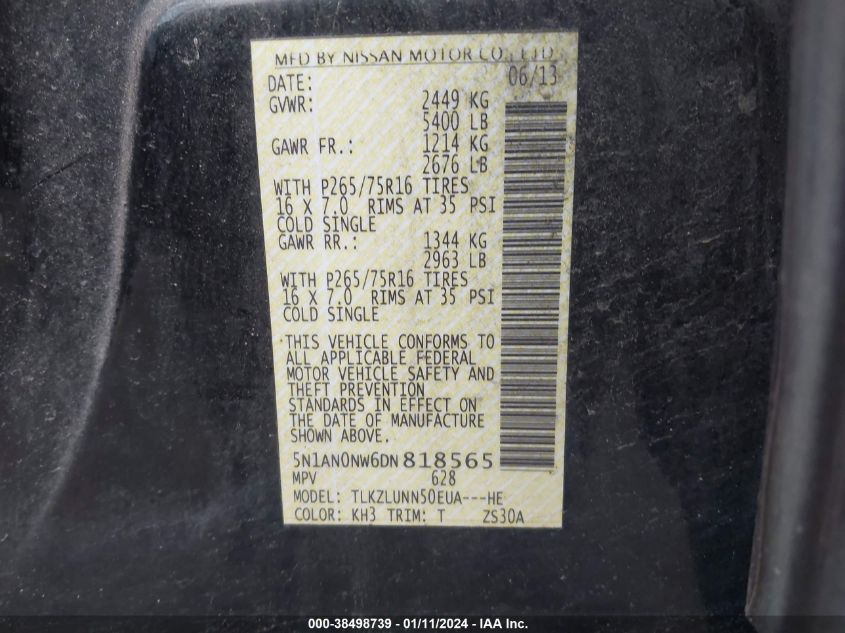 MFD BY NISSAN MOTOR CO., LTD.
DATE: 06/13
GVWR: 2449 KG
5400 LB
GAWR FR.: 1214 KG
2676 LB
WITH P265/75R16 TIRES
16 X 7.0 RIMS AT 35 PSI
COLD SINGLE
GAWR RR.: 1344 KG
2963 LB
WITH P265/75R16 TIRES
16 X 7.0 RIMS AT 35 PSI
COLD SINGLE
THIS VEHICLE CONFORMS TO
ALL APPLICABLE FEDERAL
MOTOR VEHICLE SAFETY AND
THEFT PREVENTION
STANDARDS IN EFFECT ON
THE DATE OF MANUFACTURE
SHOWN ABOVE.
5N1AN0NW6DN818565
MPV 628
MODEL: TLKZLUNN50EUA---HE
COLOR: KH3 TRIM: T ZS30A
000-38498739 - 01/11/2024 - IAA Inc.